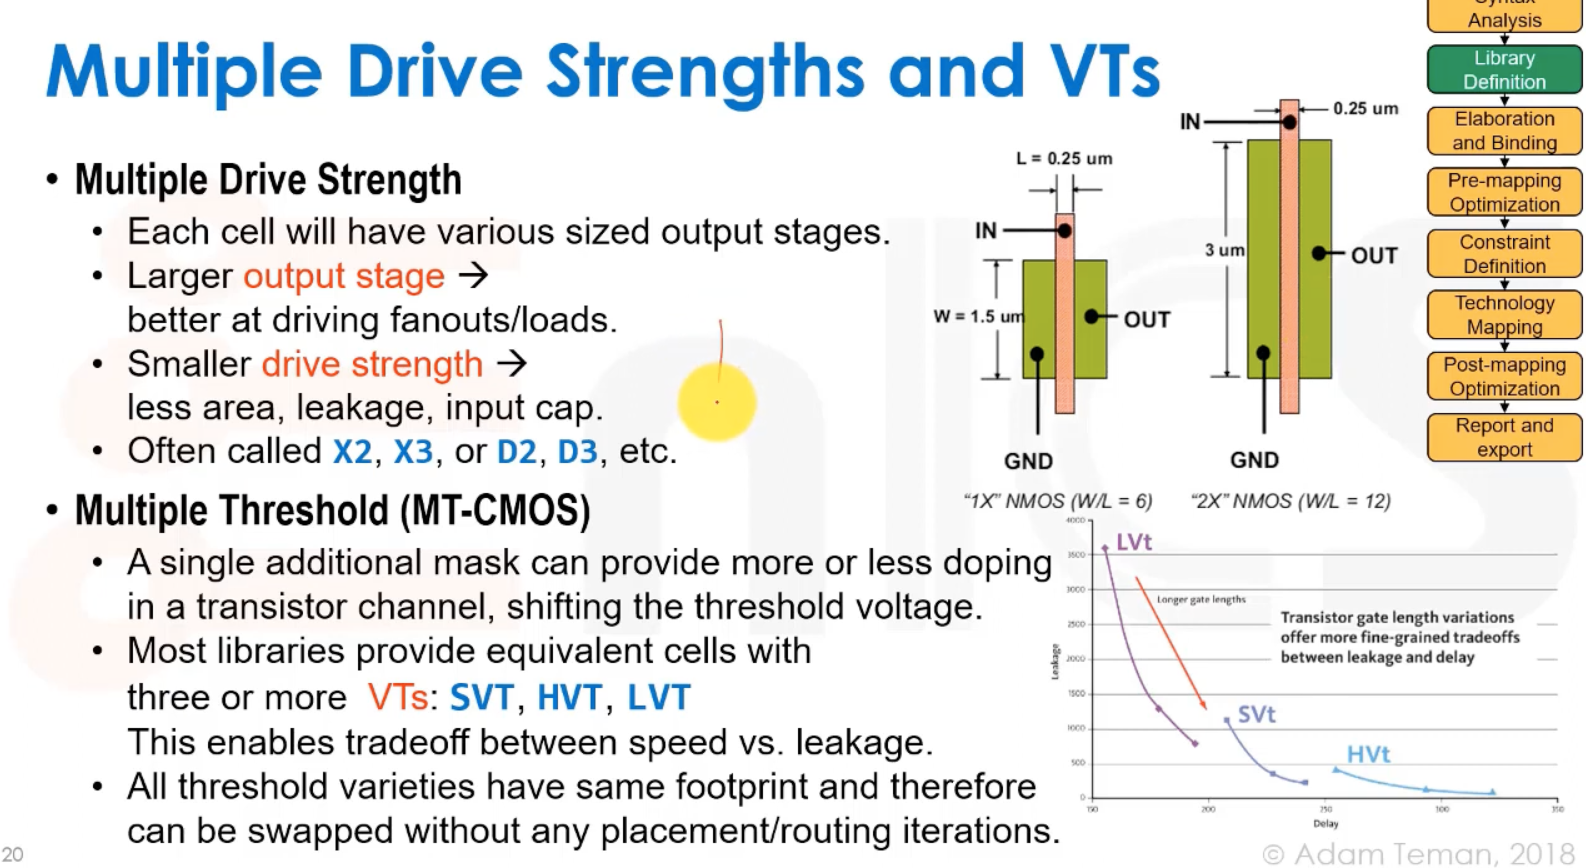 Multiple Drive Strengths and VTs
• Multiple Drive Strength
• Each cell will have various sized output stages.
• Larger output stage →
better at driving fanouts/loads.
• Smaller drive strength →
less area, leakage, input cap.
• Often called X2, X3, or D2, D3, etc.
• Multiple Threshold (MT-CMOS)
• A single additional mask can provide more or less doping
in a transistor channel, shifting the threshold voltage.
• Most libraries provide equivalent cells with
three or more VTs: SVT, HVT, LVT
This enables tradeoff between speed vs. leakage.
• All threshold varieties have same footprint and therefore
can be swapped without any placement/routing iterations.
L = 0.25 um
IN
W = 1.5 um
OUT
GND
"1X" NMOS (W/L = 6)
0.25 um
IN
3 um
OUT
GND
"2X" NMOS (W/L = 12)
4000
3500
3000
2500
2000
1500
1000
500
0
Leakage
LVt
Longer gate lengths
Transistor gate length variations
offer more fine-grained tradeoffs
between leakage and delay
SVt
HVt
200
250
Delay
Syntax
Analysis
Library
Definition
Elaboration
and Binding
Pre-mapping
Optimization
Constraint
Definition
Technology
Mapping
Post-mapping
Optimization
Report and
export
20
© Adam Teman, 2018